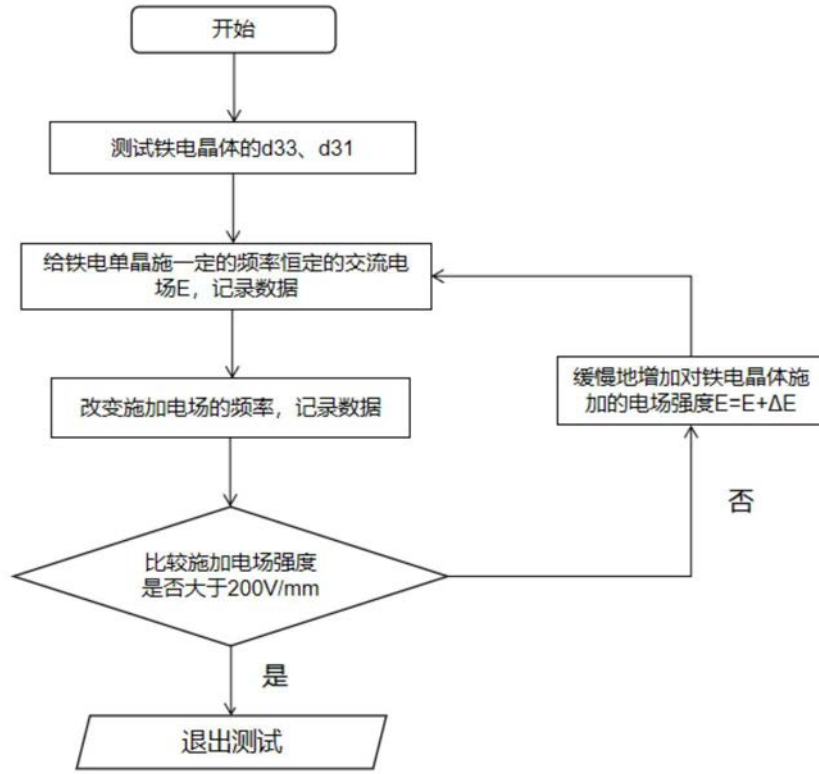 开始
测试铁电晶体的d33、d31
给铁电单晶施一定的频率恒定的交流电
场E，记录数据
缓慢地增加对铁电晶体施
加的电场强度E=E+ΔE
改变施加电场的频率，记录数据
否
比较施加电场强度
是否大于200V/mm
是
退出测试